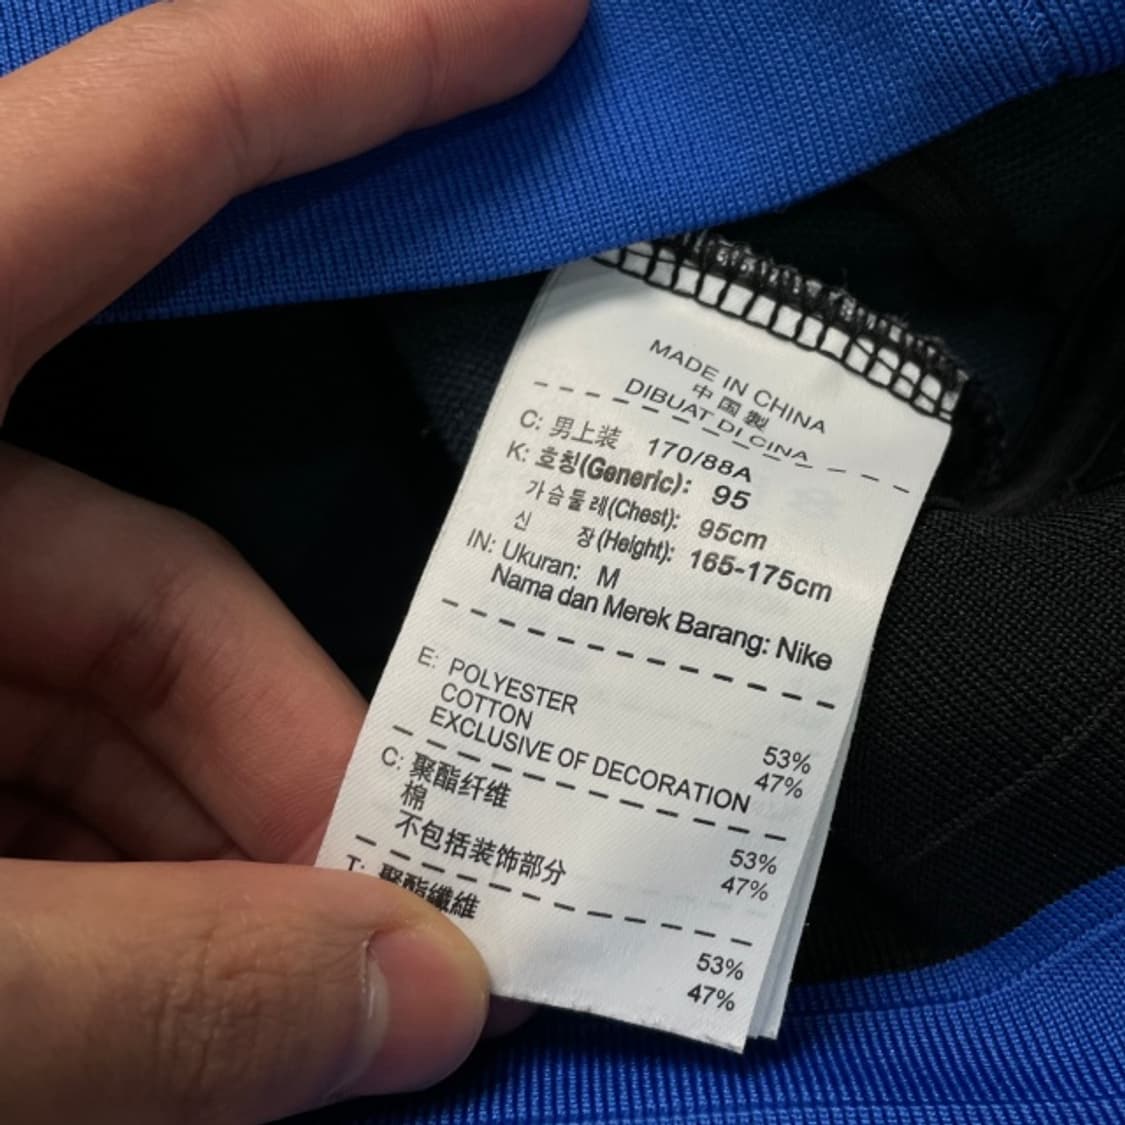 MADE IN CHINA
中国製
DIBUAT DI CINA
C: 男上装 170/88A
K: 호칭(Generic): 95
가슴둘레(Chest): 95cm
신 장(Height): 165-175cm
IN: Ukuran: M
Nama dan Merek Barang: Nike
E: POLYESTER 53%
COTTON 47%
EXCLUSIVE OF DECORATION
C: 聚酯纤维 53%
棉 47%
不包括装饰部分
T: 聚酯纖維 53%
47%